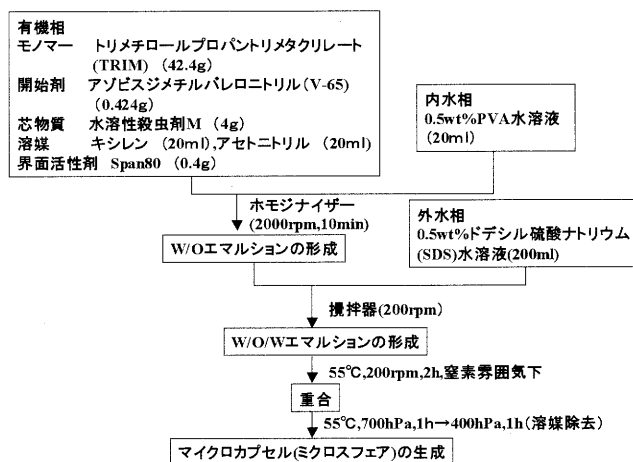 有機相
モノマー トリメチロールプロパントリメタクリレート
(TRIM) (42.4g)
開始剤 アゾビスジメチルバレロニトリル(V-65)
(0.424g)
芯物質 水溶性殺虫剤M (4g)
溶媒 キシレン (20ml),アセトニトリル (20ml)
界面活性剤 Span80 (0.4g)
内水相
0.5wt%PVA水溶液
(20ml)
ホモジナイザー
(2000rpm,10min)
W/Oエマルションの形成
外水相
0.5wt%ドデシル硫酸ナトリウム
(SDS)水溶液(200ml)
攪拌器(200rpm)
W/O/Wエマルションの形成
55℃,200rpm,2h,窒素雰囲気下
重合
55℃,700hPa,1h→400hPa,1h(溶媒除去)
マイクロカプセル(ミクロスフェア)の生成